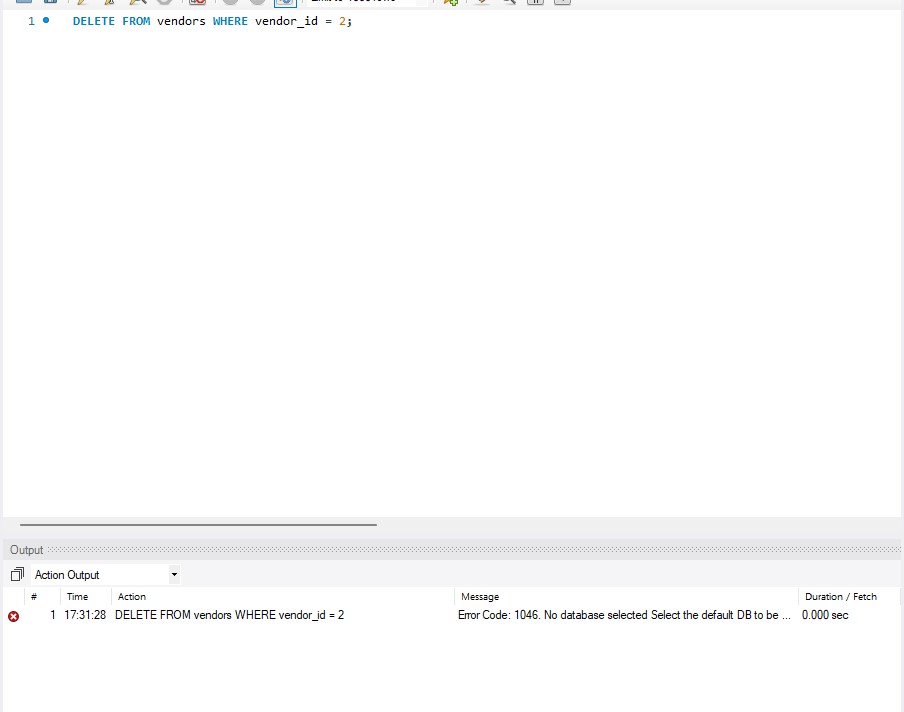 1 DELETE FROM vendors WHERE vendor_id = 2;
Output
Action Output
# Time Action Message Duration / Fetch
1 17:31:28 DELETE FROM vendors WHERE vendor_id = 2 Error Code: 1046. No database selected Select the default DB to be ... 0.000 sec